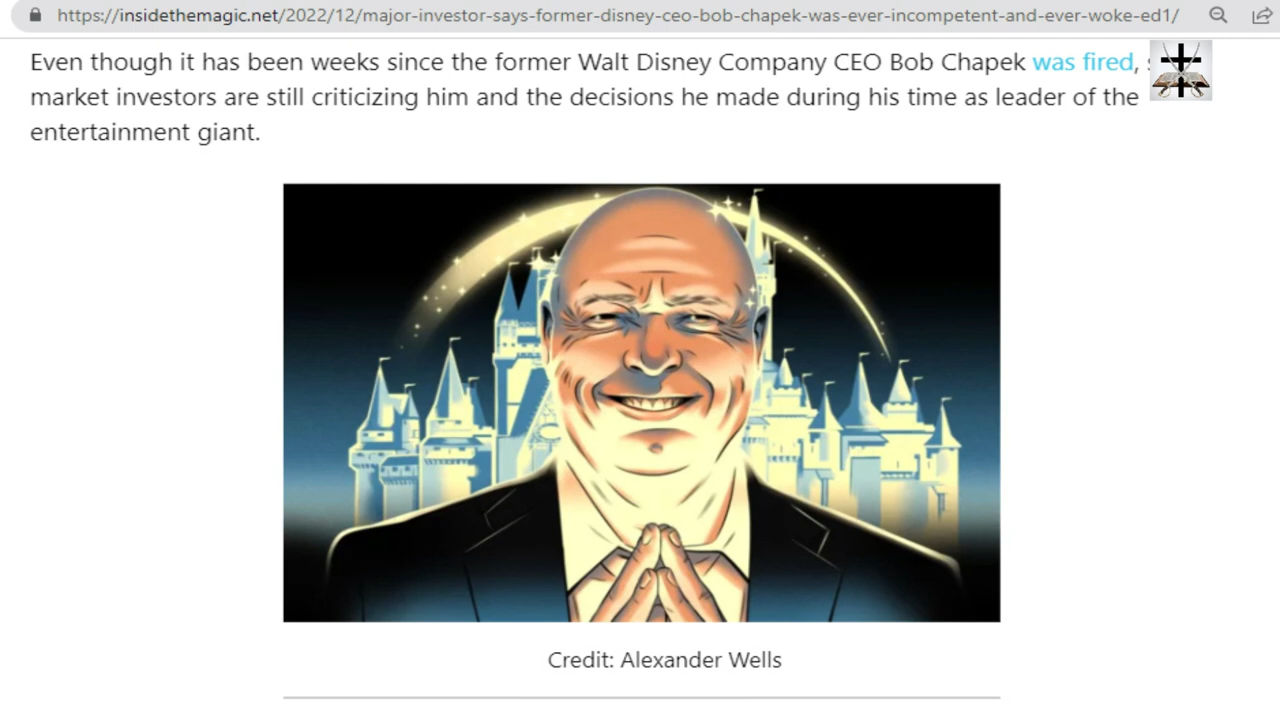 https://insidethemagic.net/2022/12/major-investor-says-former-disney-ceo-bob-chapek-was-ever-incompetent-and-ever-woke-ed1/
Even though it has been weeks since the former Walt Disney Company CEO Bob Chapek was fired,
market investors are still criticizing him and the decisions he made during his time as leader of the
entertainment giant.
Credit: Alexander Wells